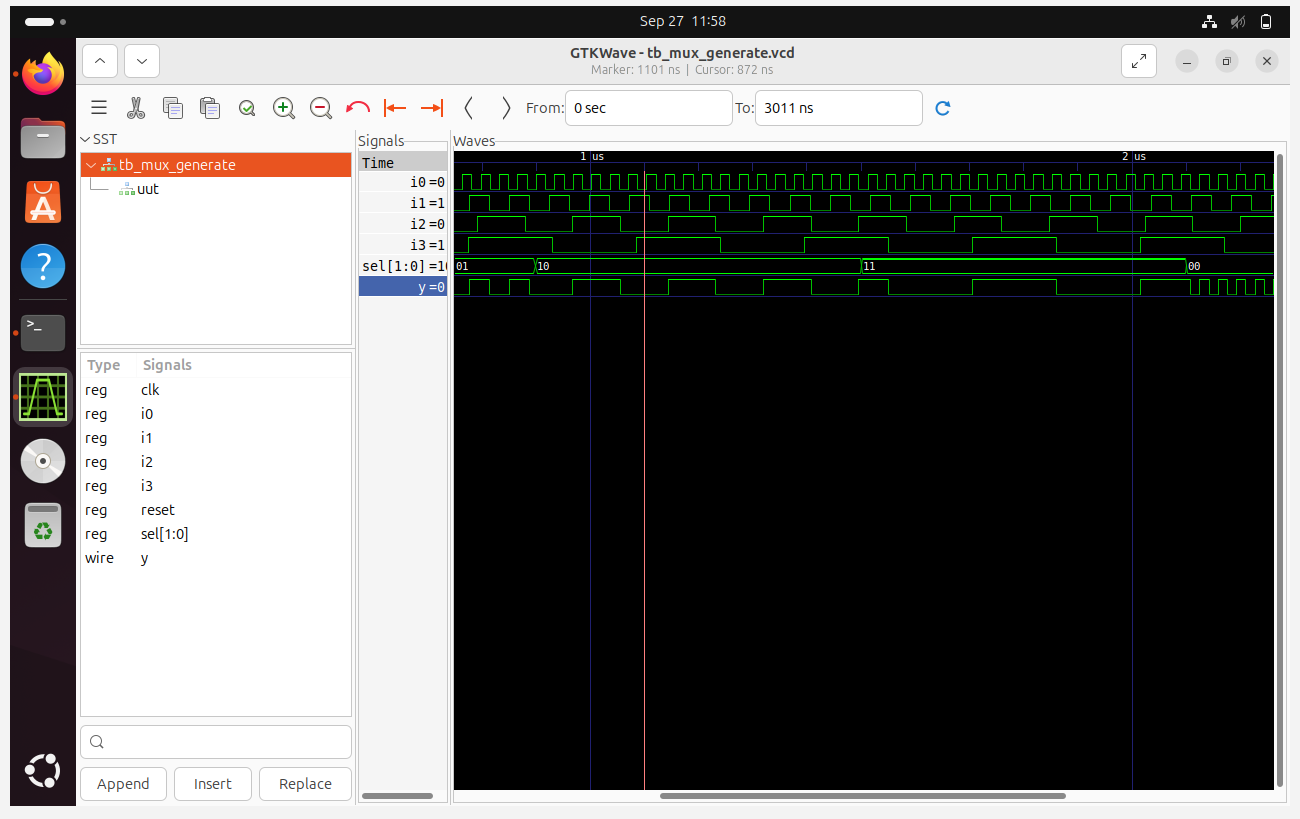 Sep 27 11:58
GTKWave - tb_mux_generate.vcd
Marker: 1101 ns | Cursor: 872 ns
From: 0 sec To: 3011 ns
SST
tb_mux_generate
uut
Type Signals
reg clk
reg i0
reg i1
reg i2
reg i3
reg reset
reg sel[1:0]
wire y
Append Insert Replace
Signals
Time
i0=0
i1=1
i2=0
i3=1
sel[1:0]=10
y=0
Waves
1 us 2 us
01 10 11 00
>_
?